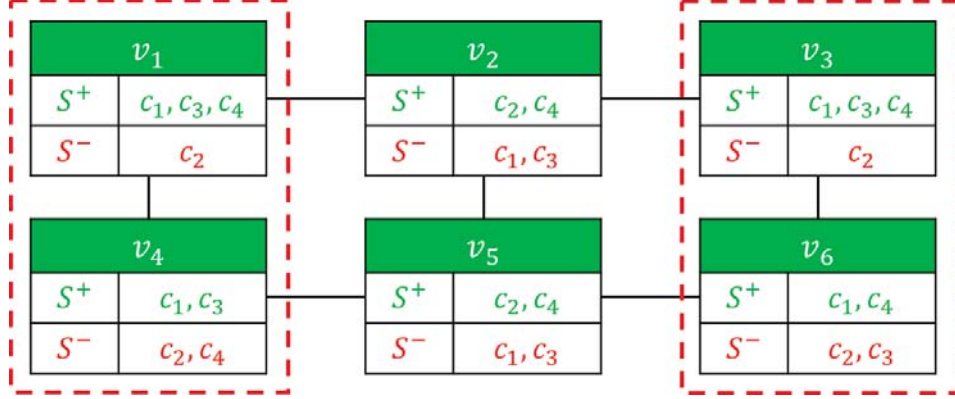 v₁ v₂ v₃
S⁺ c₁, c₃, c₄ S⁺ c₂, c₄ S⁺ c₁, c₃, c₄
S⁻ c₂ S⁻ c₁, c₃ S⁻ c₂
v₄ v₅ v₆
S⁺ c₁, c₃ S⁺ c₂, c₄ S⁺ c₁, c₄
S⁻ c₂, c₄ S⁻ c₁, c₃ S⁻ c₂, c₃